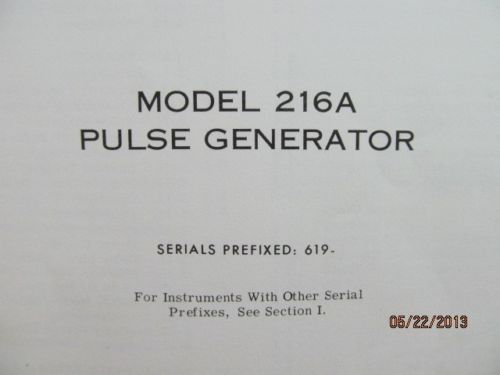 MODEL 216A
PULSE GENERATOR
SERIALS PREFIXED: 619-
For Instruments With Other Serial
Prefixes, See Section I.
05/22/2013